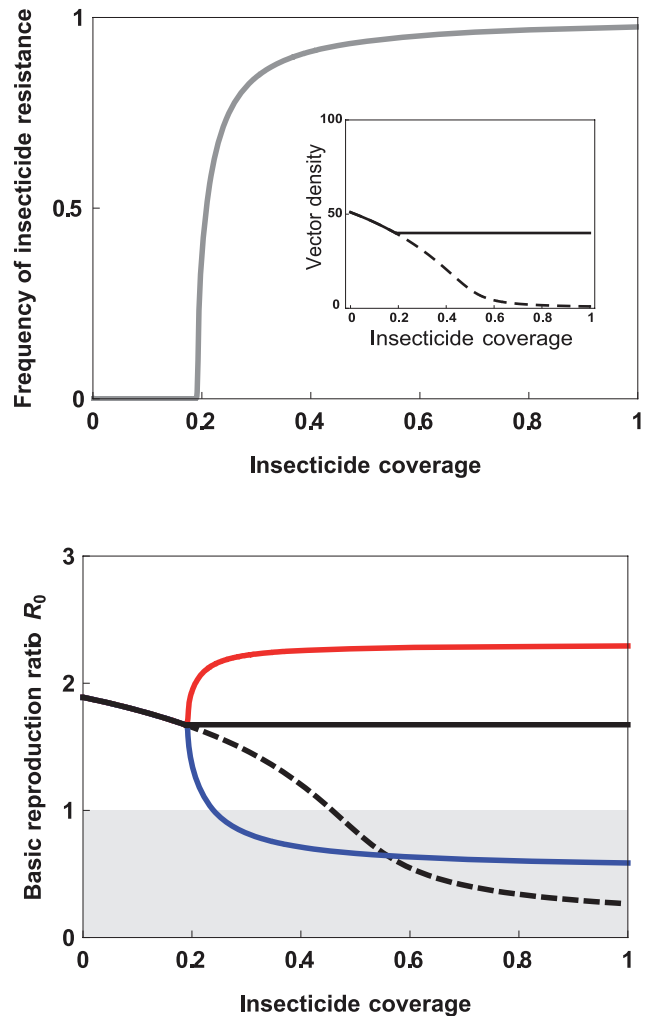 Frequency of insecticide resistance
1
0.5
0
0 0.2 0.4 0.6 0.8 1
Insecticide coverage
Vector density
100
50
0
0 0.2 0.4 0.6 0.8 1
Insecticide coverage
Basic reproduction ratio R0
3
2
1
0
0 0.2 0.4 0.6 0.8 1
Insecticide coverage